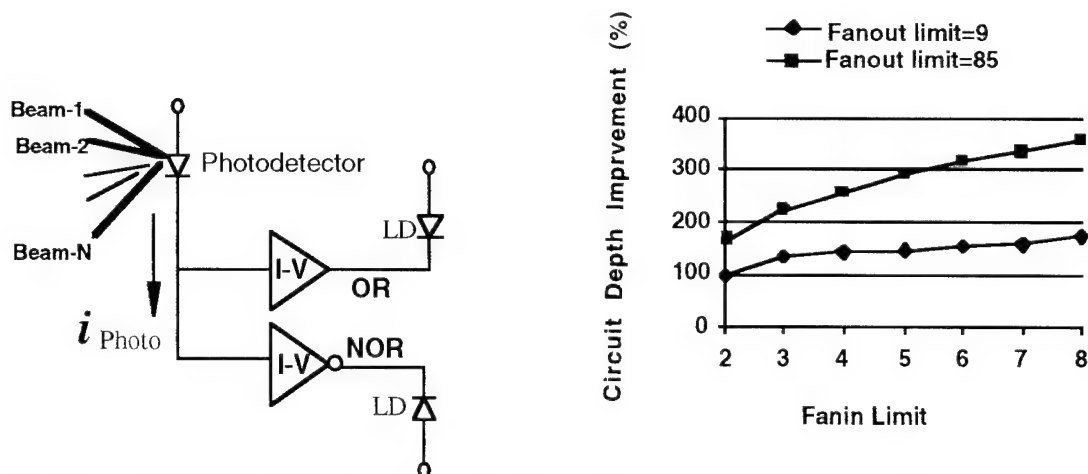 Beam-1
Beam-2
Photodetector
Beam-N
LD
I-V
OR
i Photo
I-V
NOR
LD
Fanout limit=9
Fanout limit=85
Circuit Depth Imprvement (%)
400
300
200
100
0
2 3 4 5 6 7 8
Fanin Limit